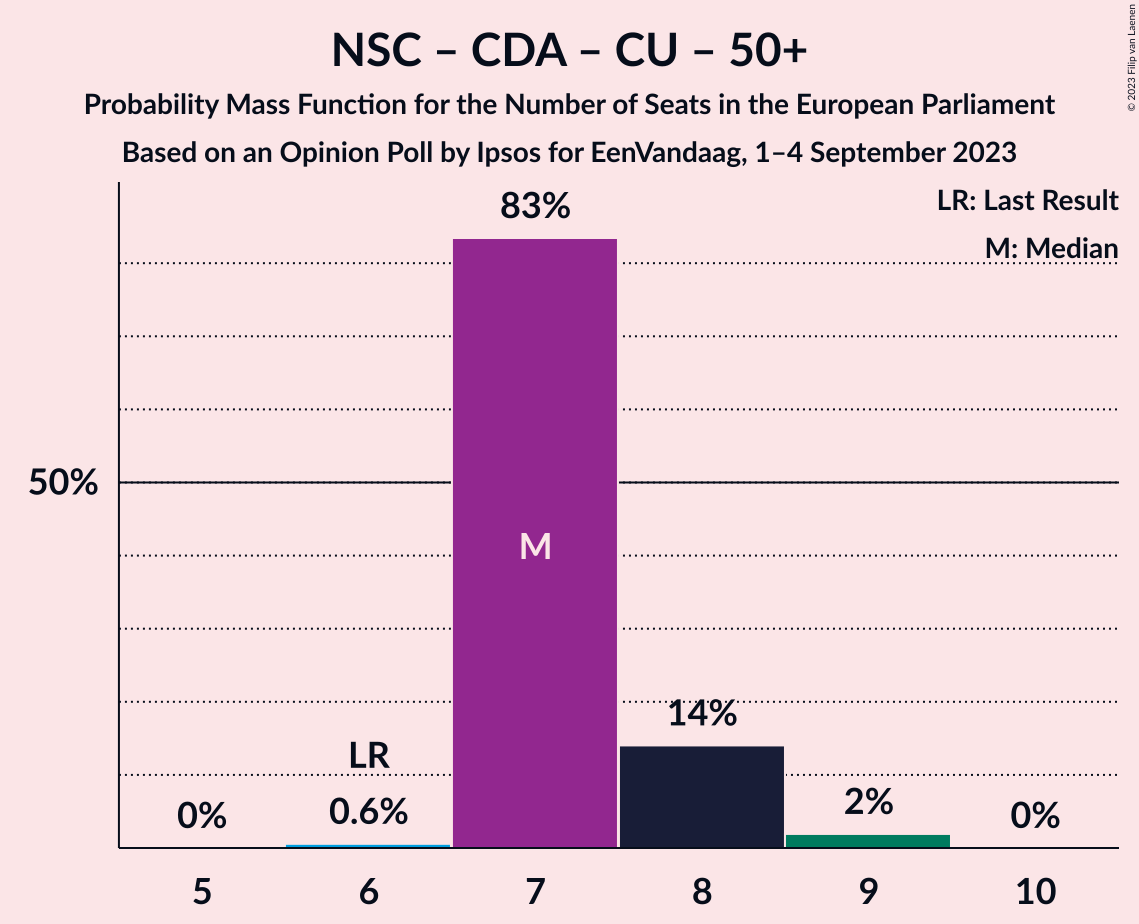 NSC – CDA – CU – 50+
Probability Mass Function for the Number of Seats in the European Parliament
Based on an Opinion Poll by Ipsos for EenVandaag, 1–4 September 2023
© 2023 Filip van Laenen
LR: Last Result
M: Median
83%
50%
M
14%
LR
0%
0.6%
2%
0%
5
6
7
8
9
10